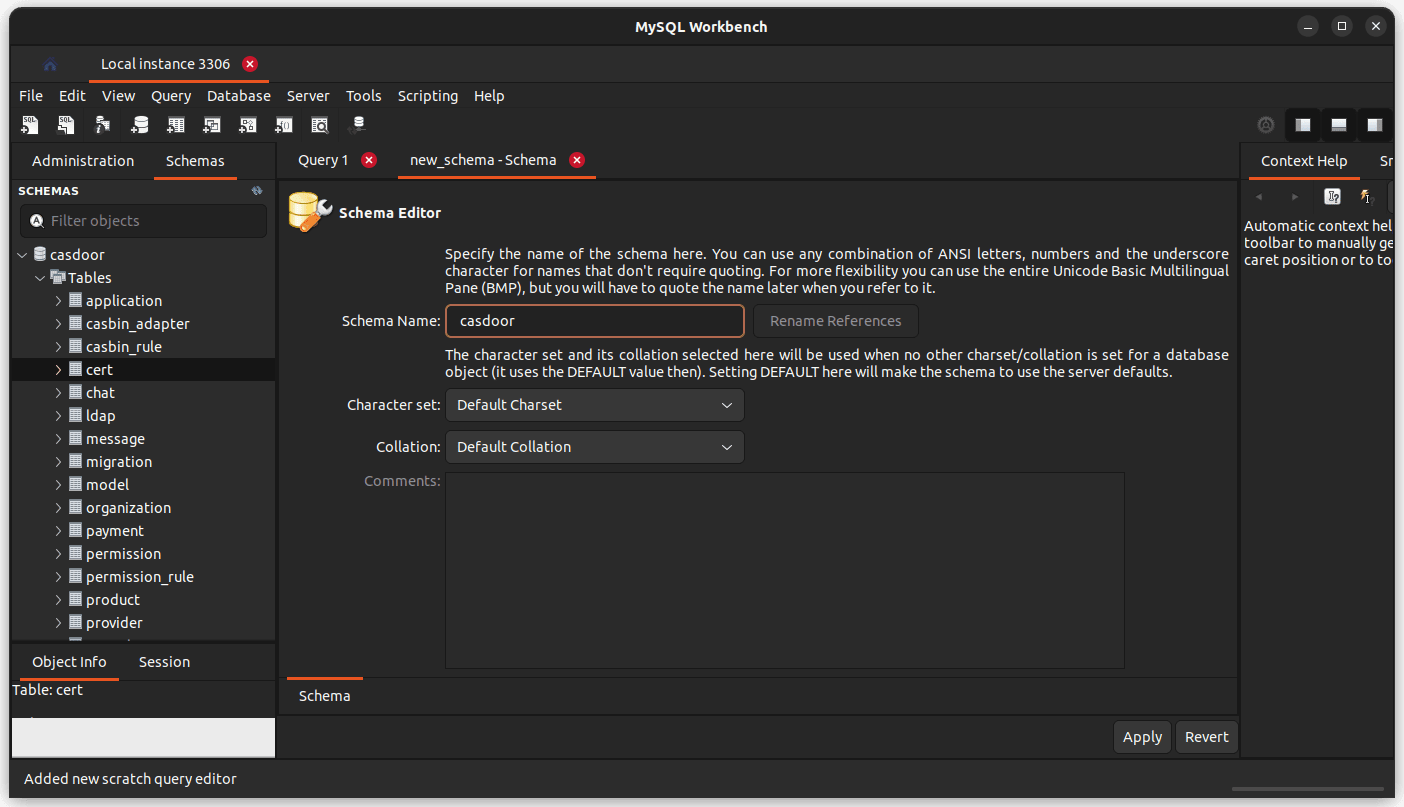 MySQL Workbench
Local instance 3306
File Edit View Query Database Server Tools Scripting Help
Administration Schemas
SCHEMAS
Filter objects
casdoor
Tables
application
casbin_adapter
casbin_rule
cert
chat
ldap
message
migration
model
organization
payment
permission
permission_rule
product
provider
Object Info Session
Table: cert
Query 1 new_schema - Schema
Schema Editor
Specify the name of the schema here. You can use any combination of ANSI letters, numbers and the underscore
character for names that don't require quoting. For more flexibility you can use the entire Unicode Basic Multilingual
Pane (BMP), but you will have to quote the name later when you refer to it.
Schema Name: casdoor Rename References
The character set and its collation selected here will be used when no other charset/collation is set for a database
object (it uses the DEFAULT value then). Setting DEFAULT here will make the schema to use the server defaults.
Character set: Default Charset
Collation: Default Collation
Comments:
Schema
Apply Revert
Context Help Sr
Automatic context hel
toolbar to manually ge
caret position or to to
Added new scratch query editor